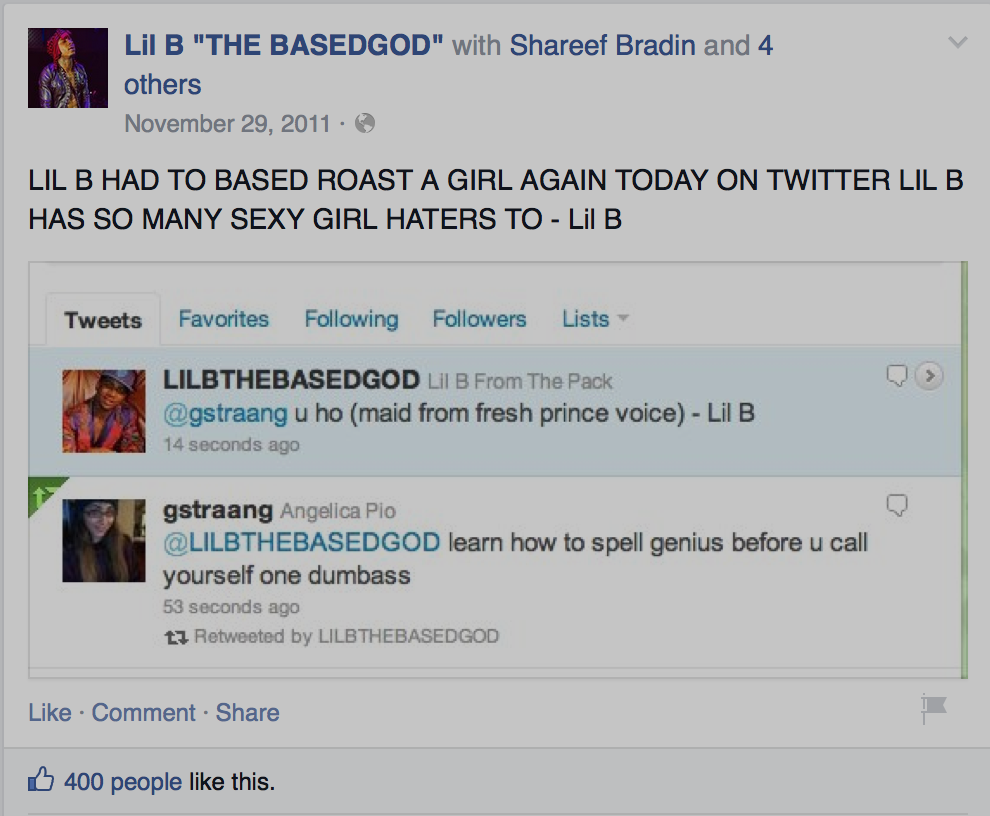 Lil B "THE BASEDGOD" with Shareef Bradin and 4
others
November 29, 2011 ·
LIL B HAD TO BASED ROAST A GIRL AGAIN TODAY ON TWITTER LIL B
HAS SO MANY SEXY GIRL HATERS TO - Lil B
Tweets Favorites Following Followers Lists
LILBTHEBASEDGOD Lil B From The Pack
@gstraang u ho (maid from fresh prince voice) - Lil B
14 seconds ago
gstraang Angelica Pio
@LILBTHEBASEDGOD learn how to spell genius before u call
yourself one dumbass
53 seconds ago
Retweeted by LILBTHEBASEDGOD
Like · Comment · Share
400 people like this.